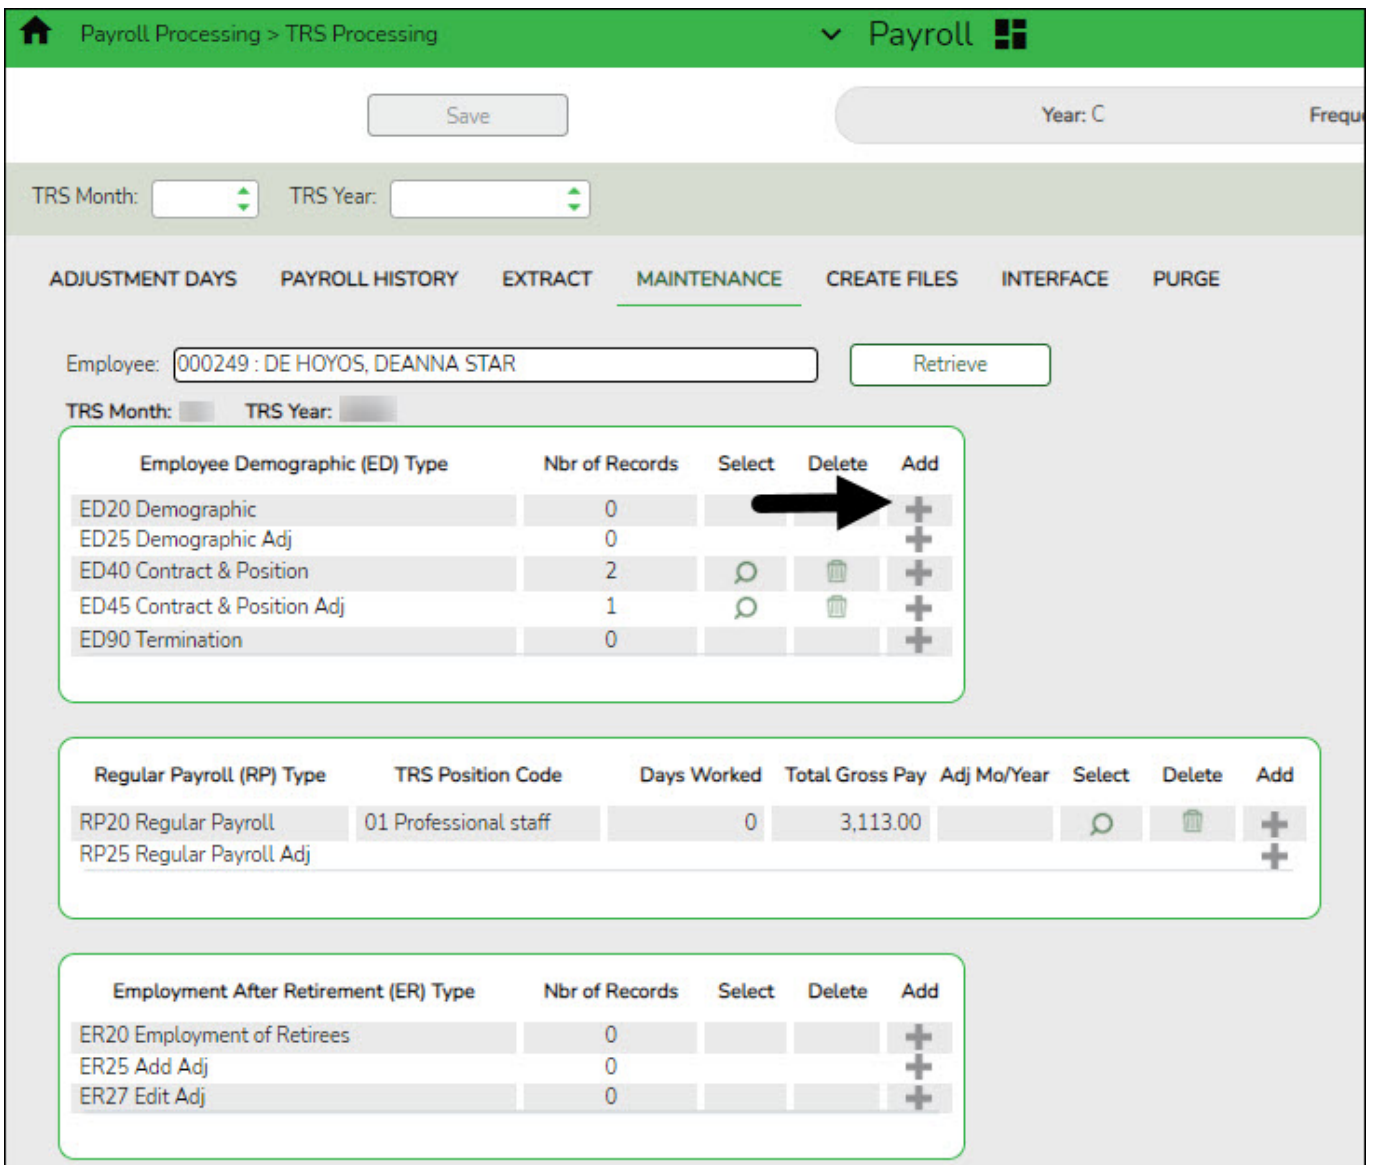 Payroll Processing > TRS Processing
Payroll
Save
Year: C
Freque
TRS Month:
TRS Year:
ADJUSTMENT DAYS PAYROLL HISTORY EXTRACT MAINTENANCE CREATE FILES INTERFACE PURGE
Employee: 000249 : DE HOYOS, DEANNA STAR Retrieve
TRS Month: TRS Year:
Employee Demographic (ED) Type Nbr of Records Select Delete Add
ED20 Demographic 0
ED25 Demographic Adj 0
ED40 Contract & Position 2
ED45 Contract & Position Adj 1
ED90 Termination 0
Regular Payroll (RP) Type TRS Position Code Days Worked Total Gross Pay Adj Mo/Year Select Delete Add
RP20 Regular Payroll 01 Professional staff 0 3,113.00
RP25 Regular Payroll Adj
Employment After Retirement (ER) Type Nbr of Records Select Delete Add
ER20 Employment of Retirees 0
ER25 Add Adj 0
ER27 Edit Adj 0